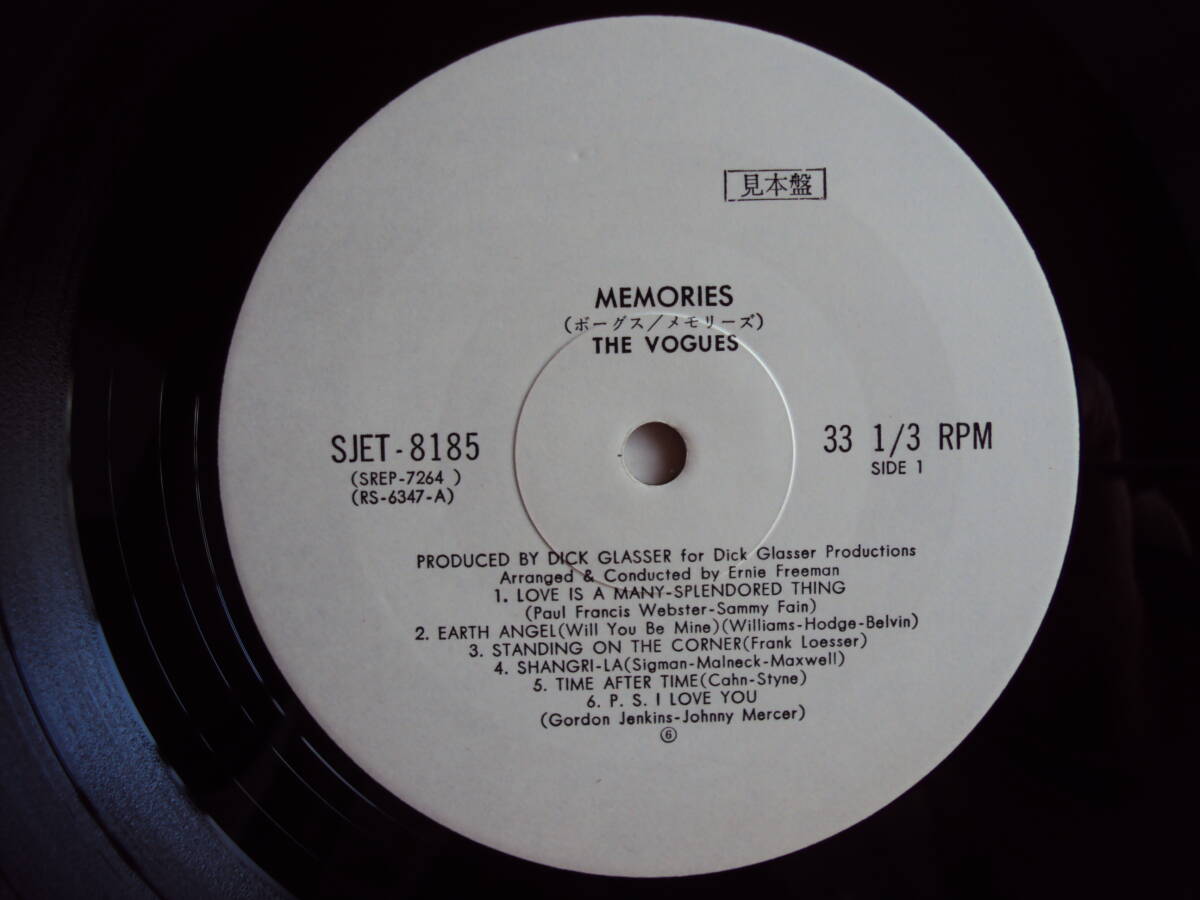 見本盤
MEMORIES
(ボーグス/メモリーズ)
THE VOGUES
SJET-8185
(SREP-7264 )
(RS-6347-A)
33 1/3 RPM
SIDE 1
PRODUCED BY DICK GLASSER for Dick Glasser Productions
Arranged & Conducted by Ernie Freeman
1. LOVE IS A MANY-SPLENDORED THING
(Paul Francis Webster-Sammy Fain)
2. EARTH ANGEL(Will You Be Mine)(Williams-Hodge-Belvin)
3. STANDING ON THE CORNER(Frank Loesser)
4. SHANGRI-LA(Sigman-Malneck-Maxwell)
5. TIME AFTER TIME(Cahn-Styne)
6. P. S. I LOVE YOU
(Gordon Jenkins-Johnny Mercer)
⑥